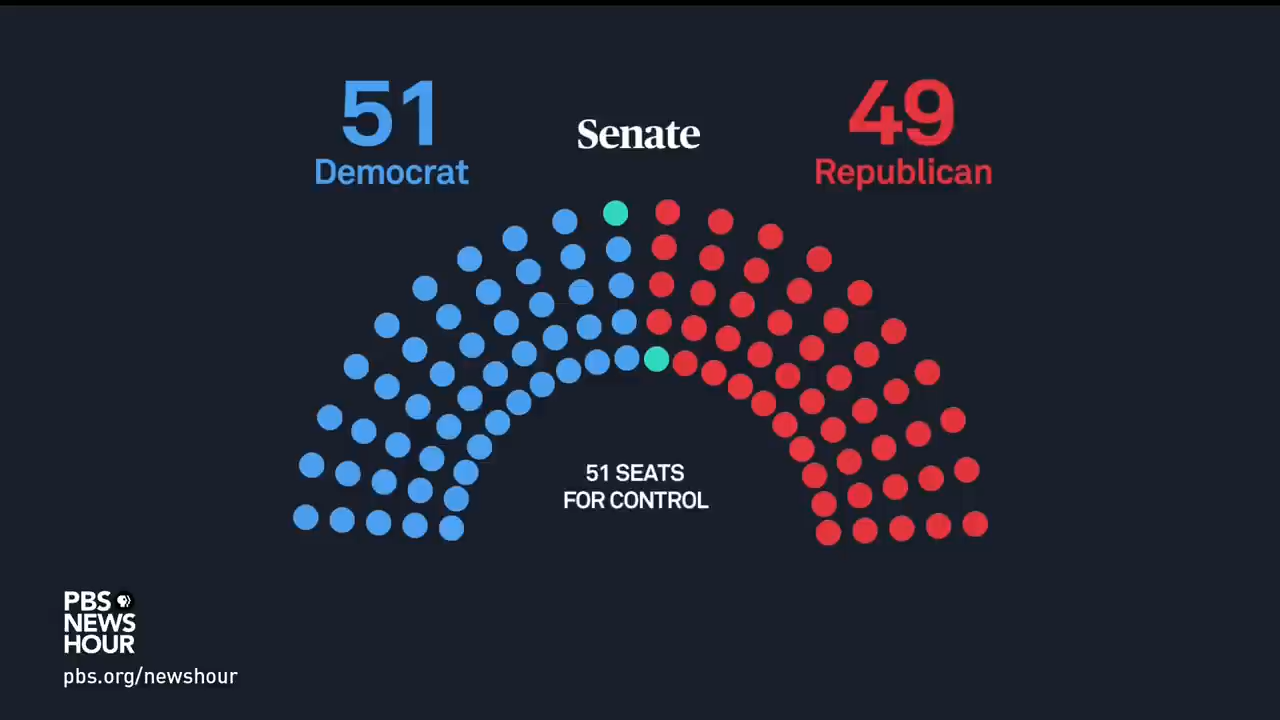 51
Democrat
Senate
49
Republican
51 SEATS
FOR CONTROL
PBS
NEWS
HOUR
pbs.org/newshour